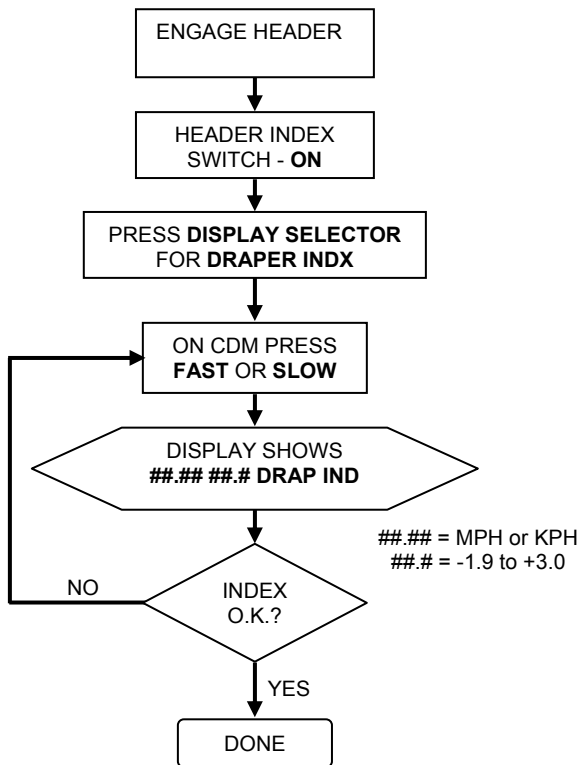 ENGAGE HEADER
HEADER INDEX
SWITCH - ON
PRESS DISPLAY SELECTOR
FOR DRAPER INDX
ON CDM PRESS
FAST OR SLOW
DISPLAY SHOWS
##.## ##.# DRAP IND
##.## = MPH or KPH
##.# = -1.9 to +3.0
NO
INDEX
O.K.?
YES
DONE